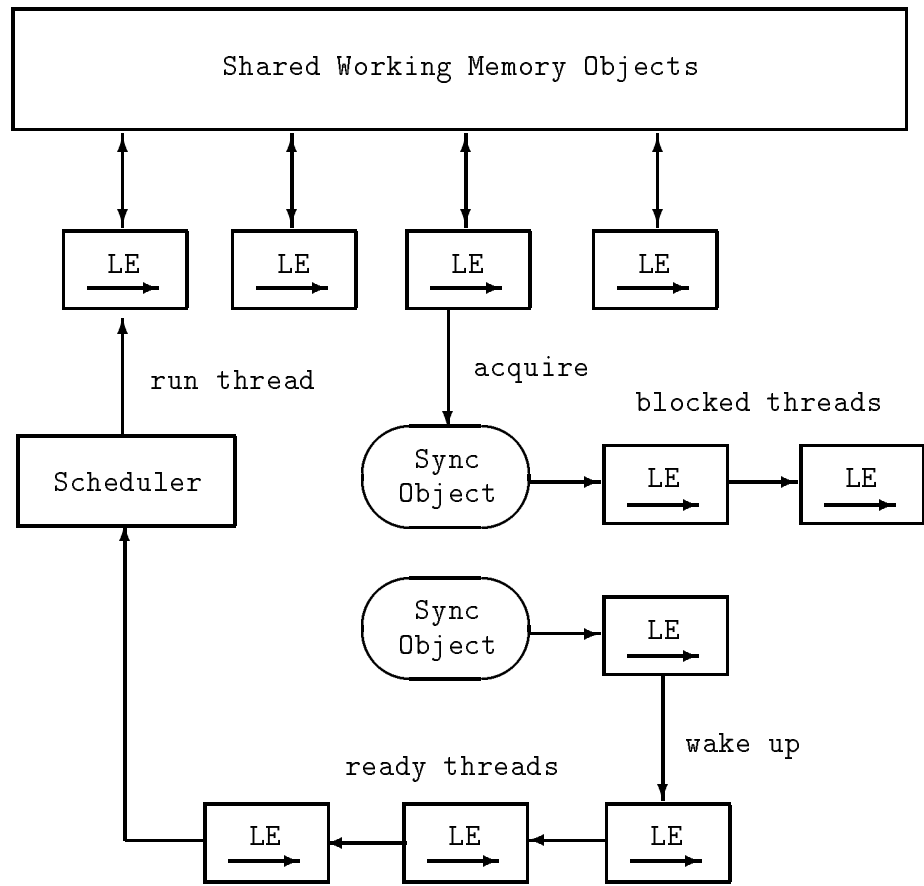 Shared Working Memory Objects
LE
LE
LE
LE
run thread
acquire
blocked threads
Scheduler
Sync
Object
LE
LE
Sync
Object
LE
wake up
ready threads
LE
LE
LE